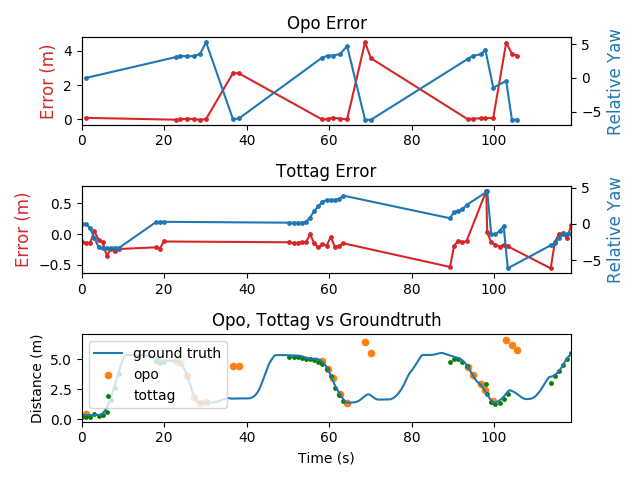 Opo Error
Error (m)
4
2
0
5
0
−5
Relative Yaw
0 20 40 60 80 100
Tottag Error
Error (m)
0.5
0.0
−0.5
5
0
−5
Relative Yaw
0 20 40 60 80 100
Opo, Tottag vs Groundtruth
Distance (m)
5.0
2.5
0.0
ground truth
opo
tottag
0 20 40 60 80 100
Time (s)